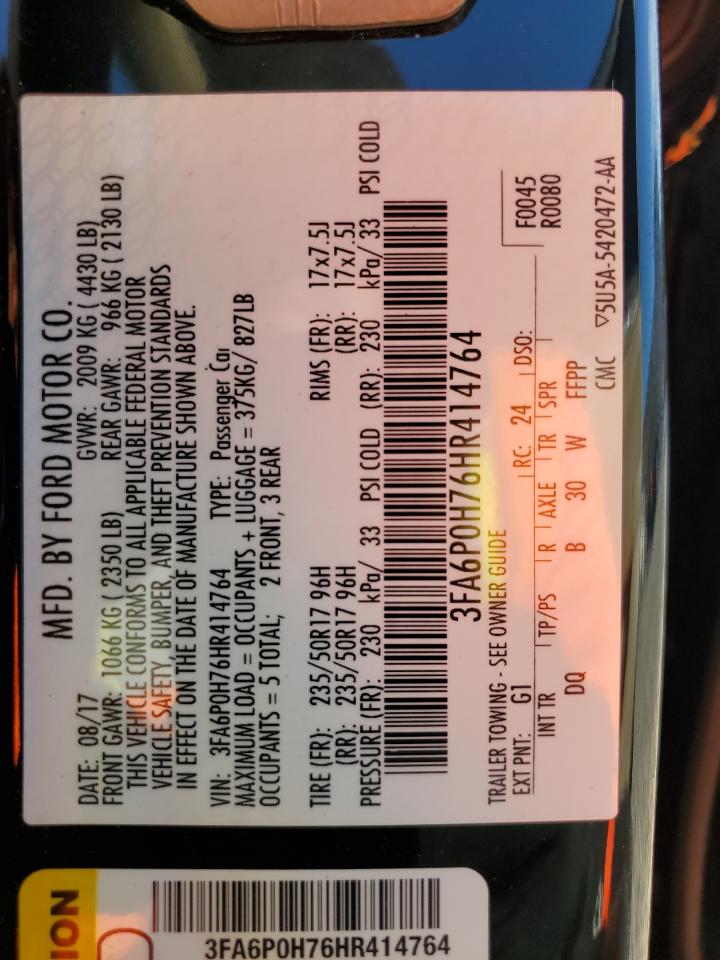 MFD. BY FORD MOTOR CO.
DATE: 08/17 GVWR: 2009 KG ( 4430 LB)
FRONT GAWR: 1066 KG ( 2350 LB) REAR GAWR: 966 KG ( 2130 LB)
THIS VEHICLE CONFORMS TO ALL APPLICABLE FEDERAL MOTOR
VEHICLE SAFETY, BUMPER, AND THEFT PREVENTION STANDARDS
IN EFFECT ON THE DATE OF MANUFACTURE SHOWN ABOVE.
VIN: 3FA6P0H76HR414764 TYPE: Passenger Car
MAXIMUM LOAD = OCCUPANTS + LUGGAGE = 375KG/ 827LB
OCCUPANTS = 5 TOTAL; 2 FRONT, 3 REAR
TIRE (FR): 235/50R17 96H RIMS (FR): 17x7.5J
(RR): 235/50R17 96H (RR): 17x7.5J
PRESSURE (FR): 230 kPa/ 33 PSI COLD (RR): 230 kPa/ 33 PSI COLD
3FA6P0H76HR414764
TRAILER TOWING - SEE OWNER GUIDE
F0045
EXT PNT: G1 RC: 24 DSO: R0080
INT TR TP/PS R AXLE TR SPR
DQ B 30 W FFPP
CMC ▽5U5A-5420472-AA
ION
3FA6P0H76HR414764